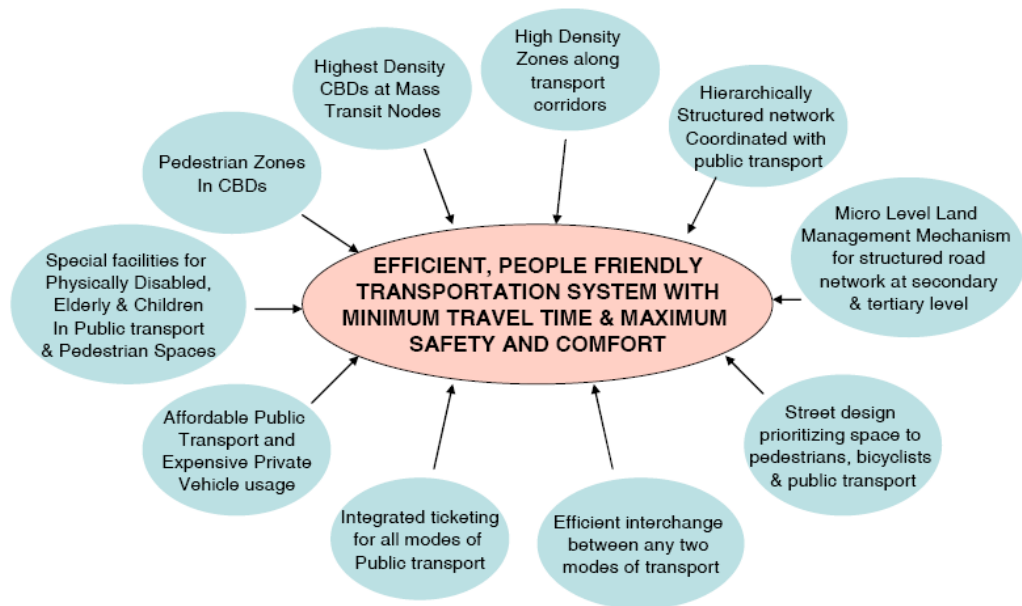 Highest Density
CBDs at Mass
Transit Nodes
High Density
Zones along
transport
corridors
Hierarchically
Structured network
Coordinated with
public transport
Pedestrian Zones
In CBDs
Micro Level Land
Management Mechanism
for structured road
network at secondary
& tertiary level
Special facilities for
Physically Disabled,
Elderly & Children
In Public transport
& Pedestrian Spaces
EFFICIENT, PEOPLE FRIENDLY
TRANSPORTATION SYSTEM WITH
MINIMUM TRAVEL TIME & MAXIMUM
SAFETY AND COMFORT
Affordable Public
Transport and
Expensive Private
Vehicle usage
Street design
prioritizing space to
pedestrians, bicyclists
& public transport
Integrated ticketing
for all modes of
Public transport
Efficient interchange
between any two
modes of transport